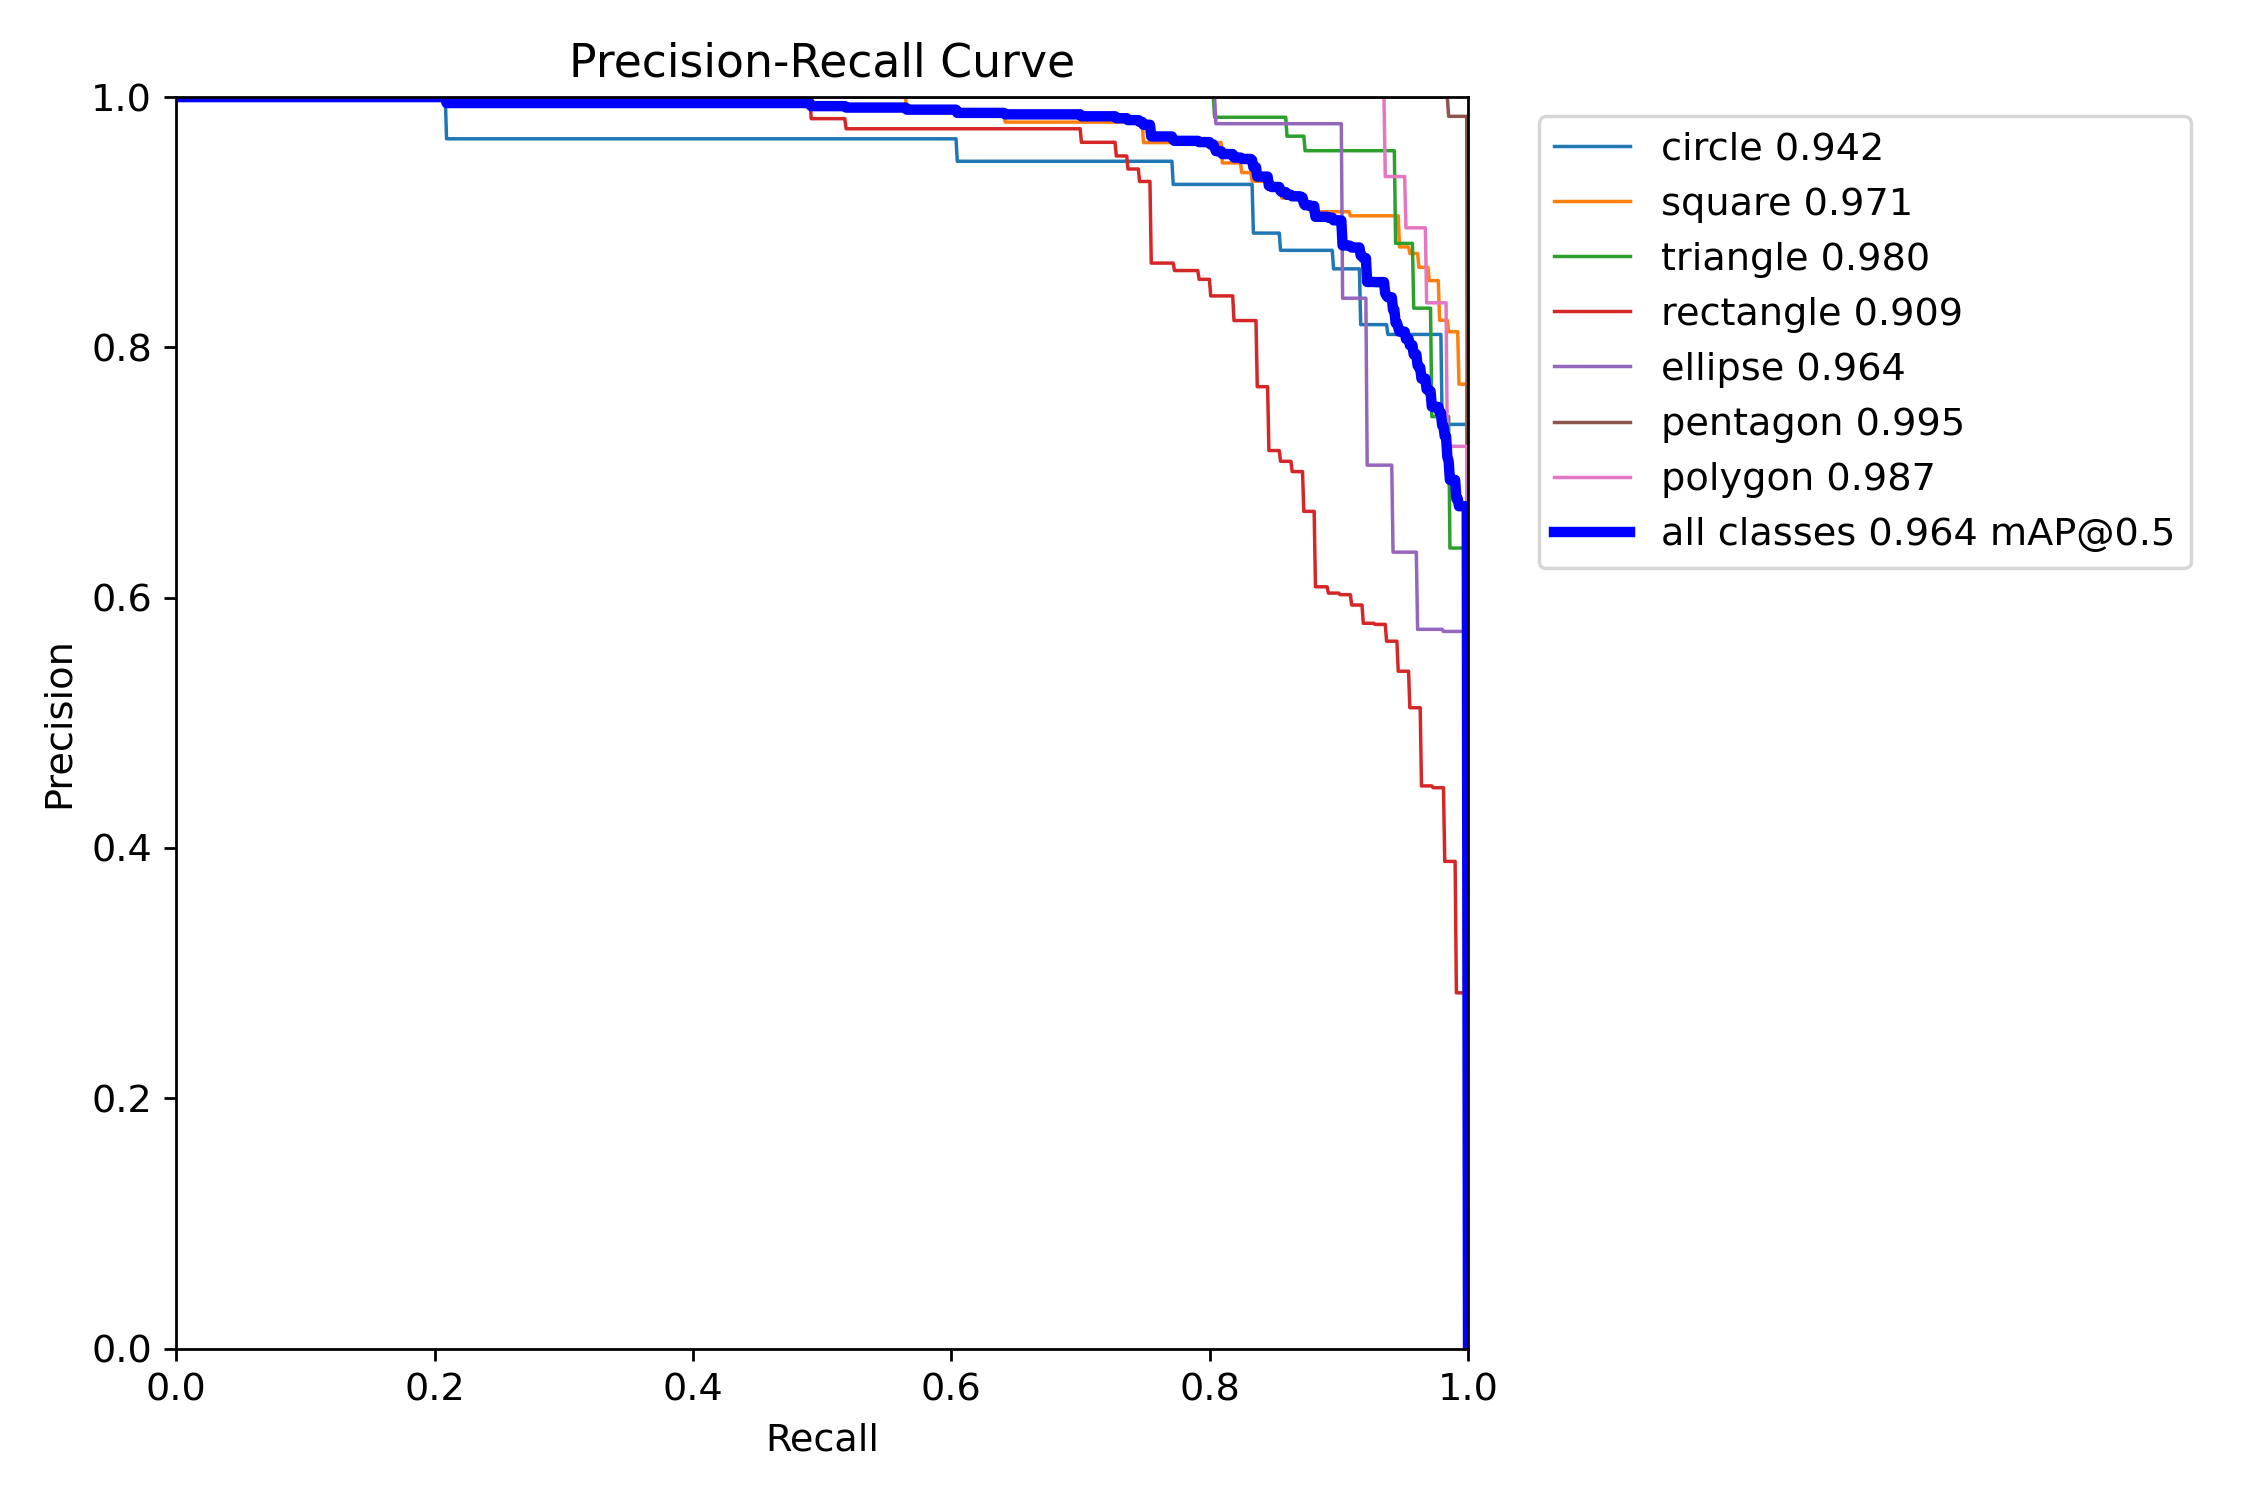 Precision-Recall Curve
1.0
0.8
0.6
0.4
0.2
0.0
Precision
0.0 0.2 0.4 0.6 0.8 1.0
Recall
circle 0.942
square 0.971
triangle 0.980
rectangle 0.909
ellipse 0.964
pentagon 0.995
polygon 0.987
all classes 0.964 mAP@0.5